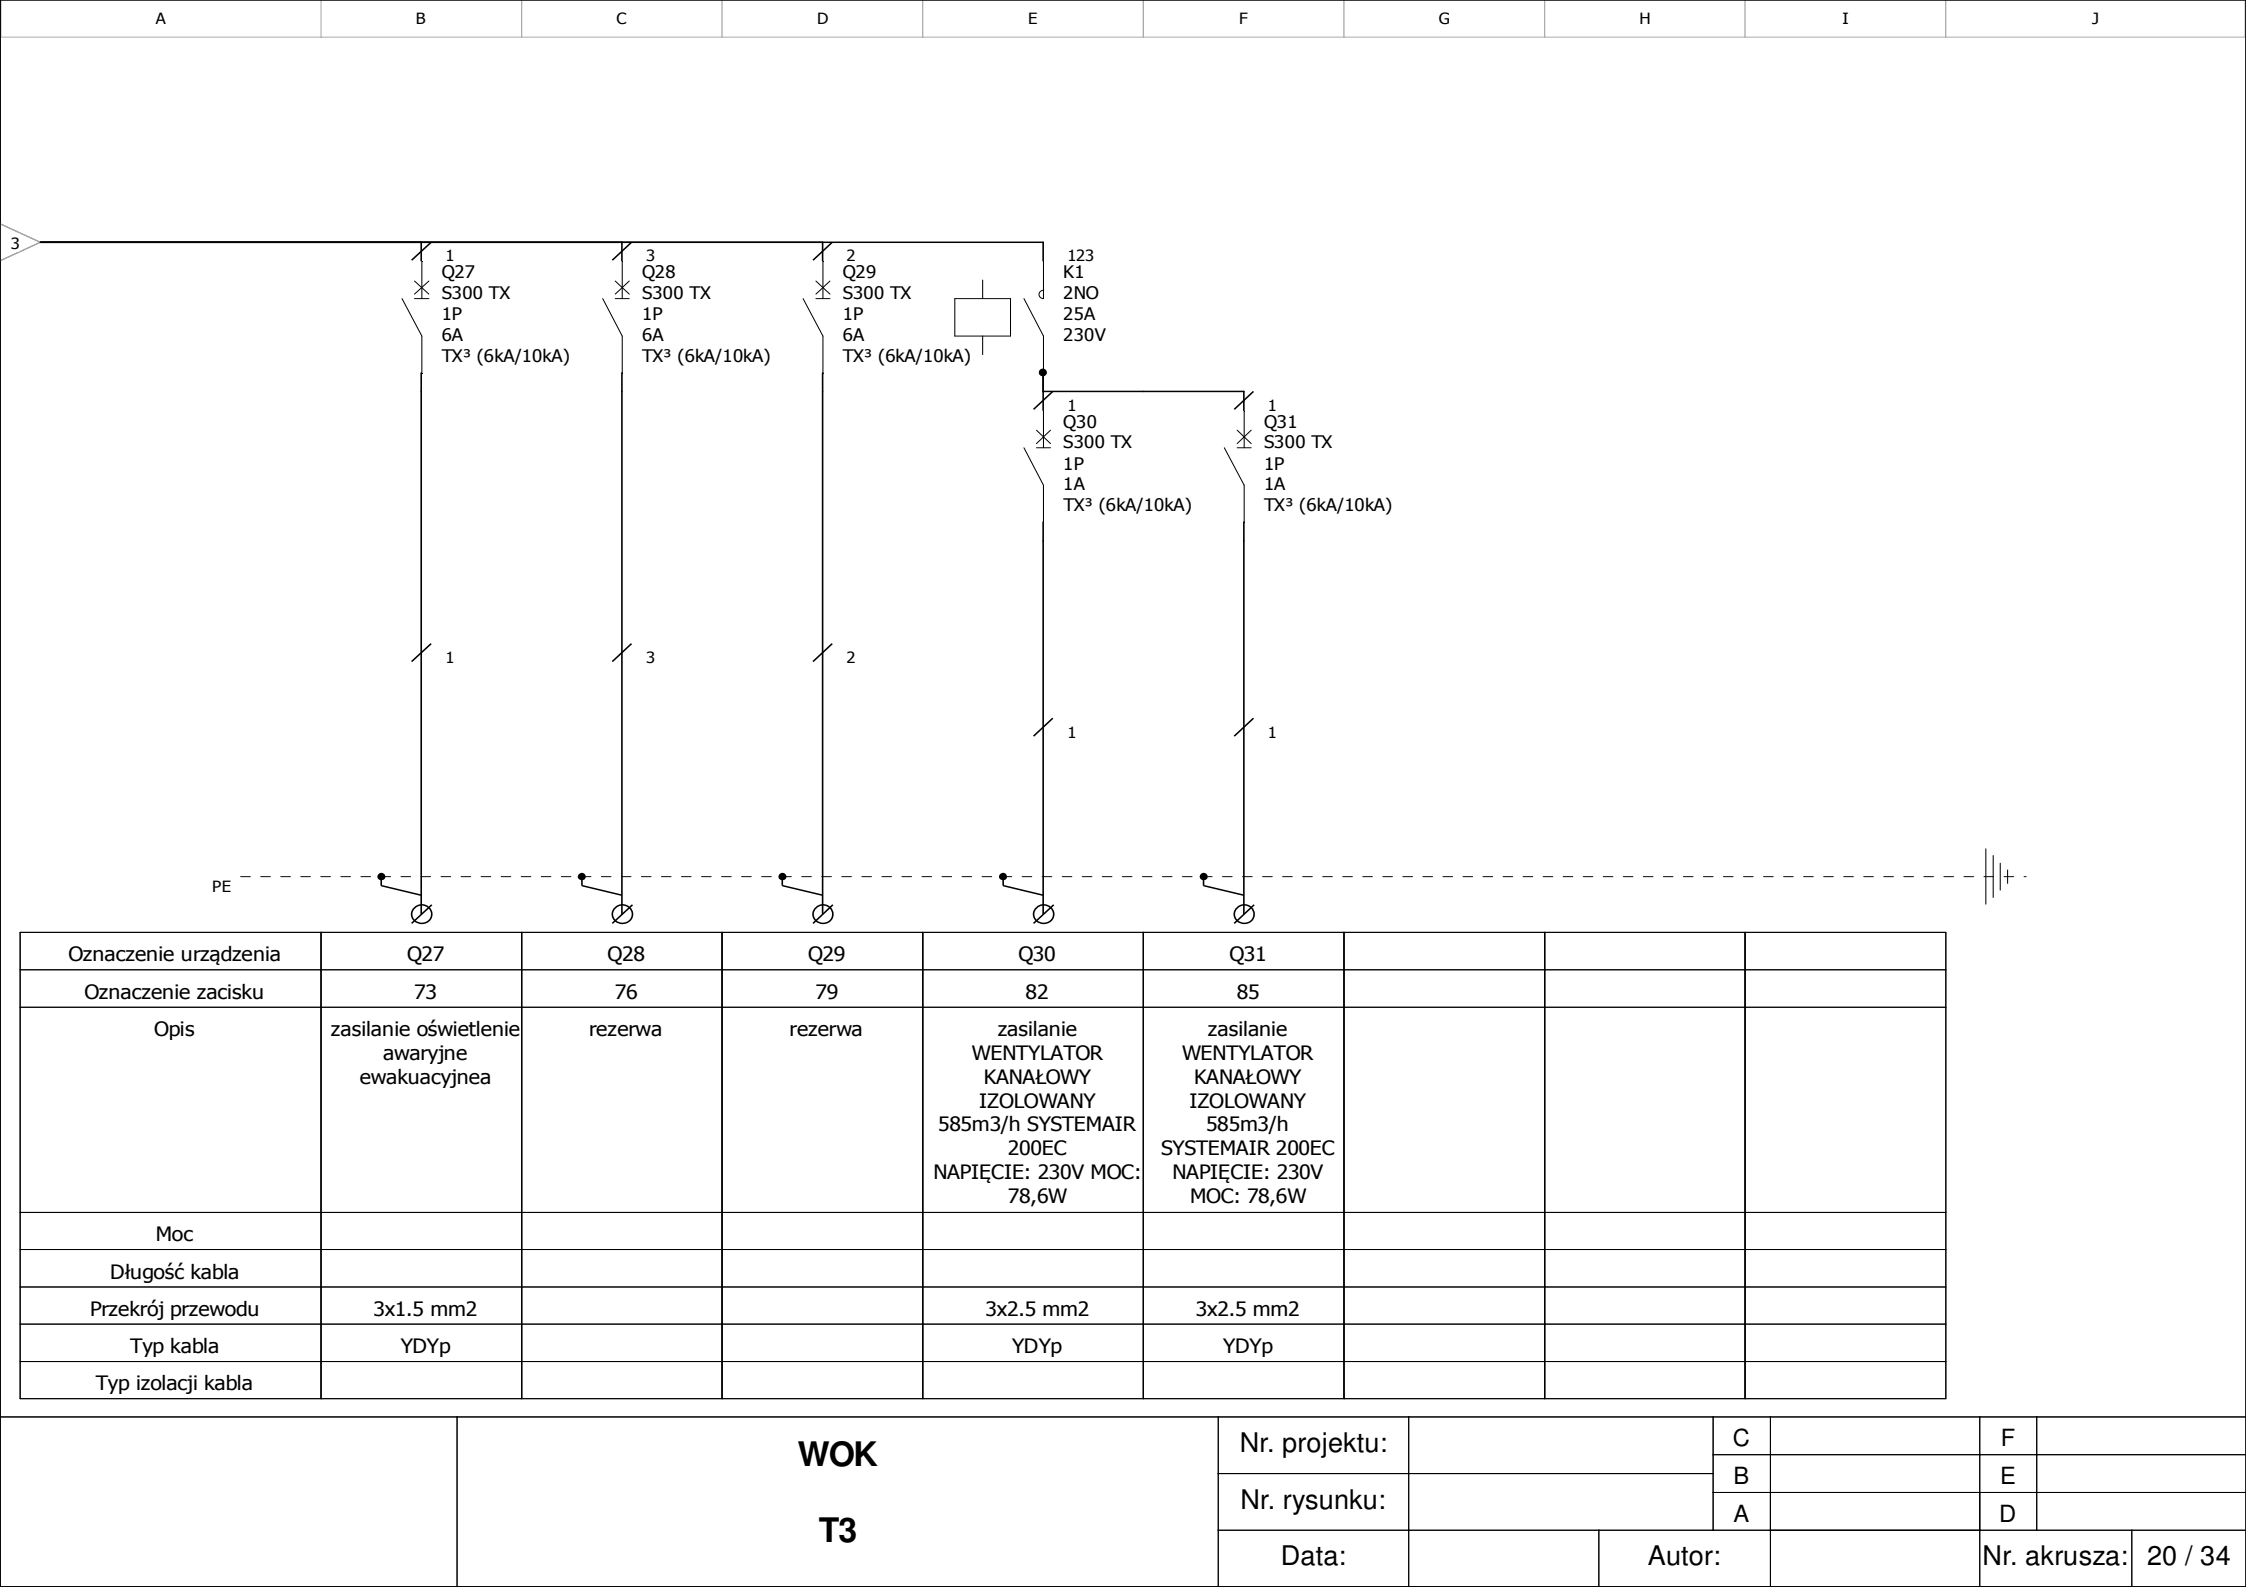 A B C D E F G H I J
3
1
Q27
S300 TX
1P
6A
TX³ (6kA/10kA)
3
Q28
S300 TX
1P
6A
TX³ (6kA/10kA)
2
Q29
S300 TX
1P
6A
TX³ (6kA/10kA)
123
K1
2NO
25A
230V
1
Q30
S300 TX
1P
1A
TX³ (6kA/10kA)
1
Q31
S300 TX
1P
1A
TX³ (6kA/10kA)
1 3 2
1 1
PE
Oznaczenie urządzenia Q27 Q28 Q29 Q30 Q31
Oznaczenie zacisku 73 76 79 82 85
Opis
zasilanie oświetlenie
awaryjne
ewakuacyjnea
rezerwa
rezerwa
zasilanie
WENTYLATOR
KANAŁOWY
IZOLOWANY
585m3/h SYSTEMAIR
200EC
NAPIĘCIE: 230V MOC:
78,6W
zasilanie
WENTYLATOR
KANAŁOWY
IZOLOWANY
585m3/h
SYSTEMAIR 200EC
NAPIĘCIE: 230V
MOC: 78,6W
Moc
Długość kabla
Przekrój przewodu 3x1.5 mm2 3x2.5 mm2 3x2.5 mm2
Typ kabla YDYp YDYp YDYp
Typ izolacji kabla
WOK
T3
Nr. projektu:
Nr. rysunku:
Data:
Autor:
C F
B E
A D
Nr. akrusza: 20 / 34